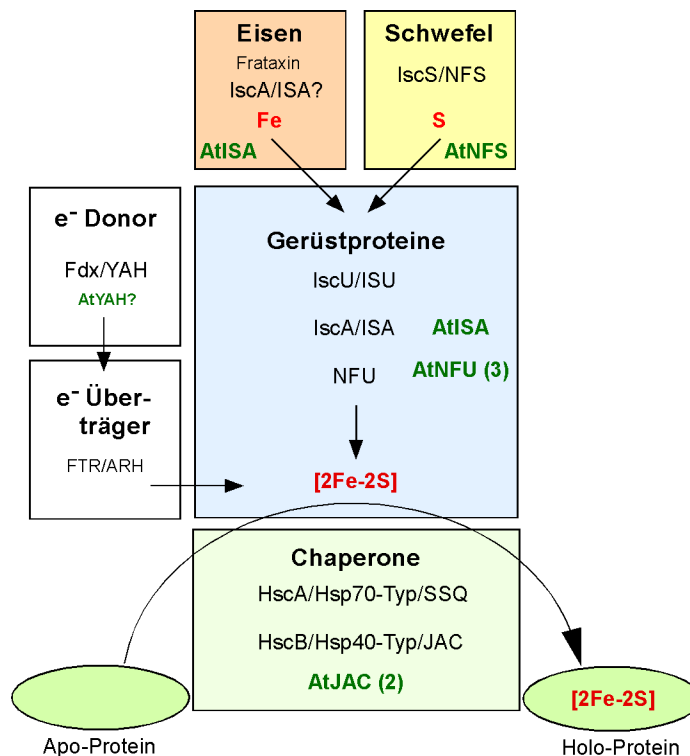 Eisen
Frataxin
IscA/ISA?
Fe
AtISA
Schwefel
IscS/NFS
S
AtNFS
e⁻ Donor
Fdx/YAH
AtYAH?
e⁻ Über-
träger
FTR/ARH
Gerüstproteine
IscU/ISU
IscA/ISA
AtISA
NFU
AtNFU (3)
[2Fe-2S]
Chaperone
HscA/Hsp70-Typ/SSQ
HscB/Hsp40-Typ/JAC
AtJAC (2)
Apo-Protein
[2Fe-2S]
Holo-Protein